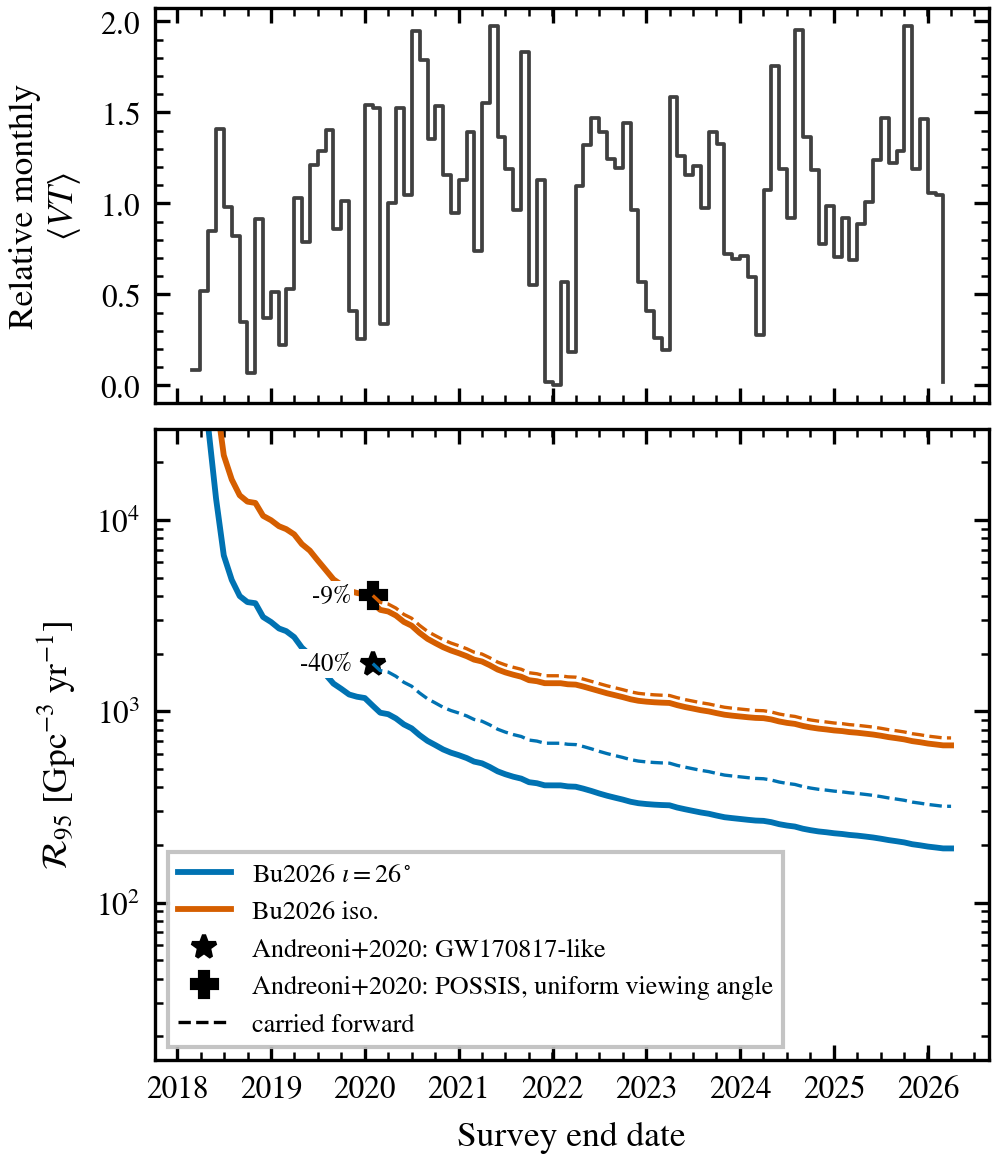 Relative monthly
⟨VT⟩
2.0
1.5
1.0
0.5
0.0
R₉₅ [Gpc⁻³ yr⁻¹]
10⁴
10³
10²
-9%
-40%
Bu2026 ι = 26°
Bu2026 iso.
Andreoni+2020: GW170817-like
Andreoni+2020: POSSIS, uniform viewing angle
carried forward
2018 2019 2020 2021 2022 2023 2024 2025 2026
Survey end date